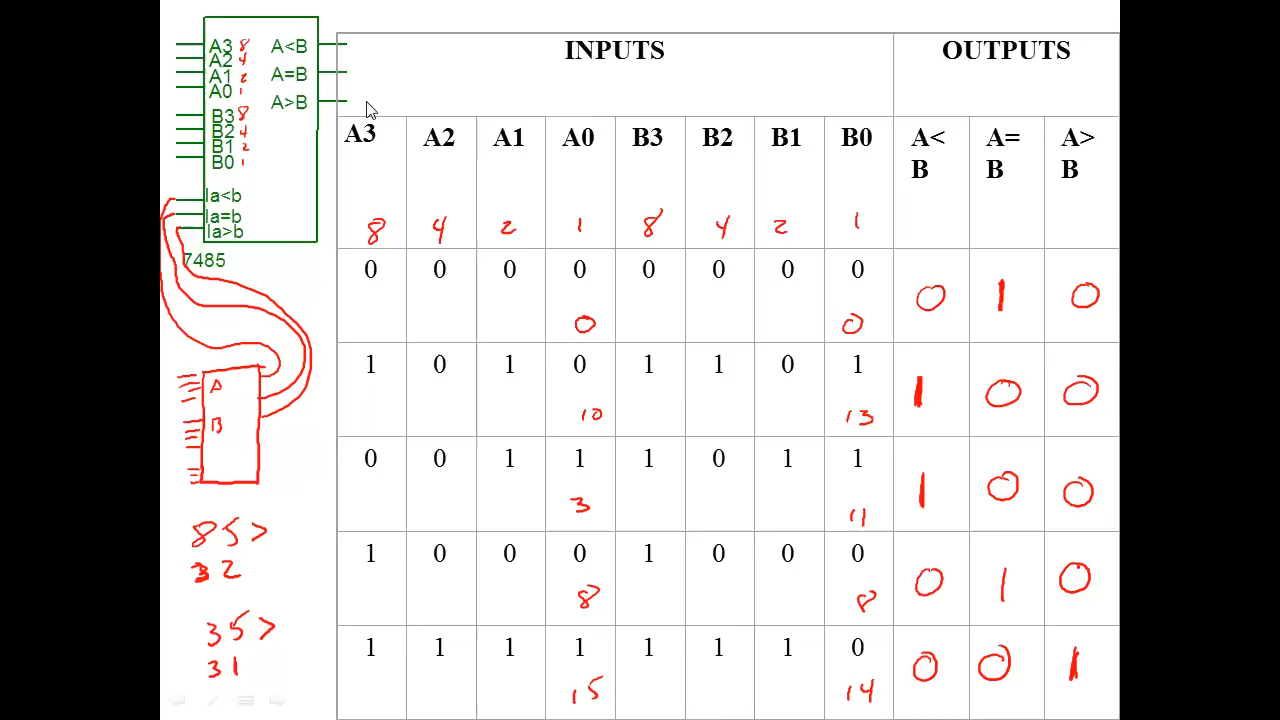 A3 8 A<B
A2 4
A1 2 A=B
A0 1 A>B
B3 8
B2 4
B1 2
B0 1
Ia<b
Ia=b
Ia>b
7485
A
B
85>
32
35>
31
INPUTS OUTPUTS
A3 A2 A1 A0 B3 B2 B1 B0 A< B A= B A> B
8 4 2 1 8 4 2 1
0 0 0 0 0 0 0 0 0 1 0
0 0
1 0 1 0 1 1 0 1 1 0 0
10 13
0 0 1 1 1 0 1 1 1 0 0
3 11
1 0 0 0 1 0 0 0 0 1 0
8 8
1 1 1 1 1 1 1 0 0 0 1
15 14